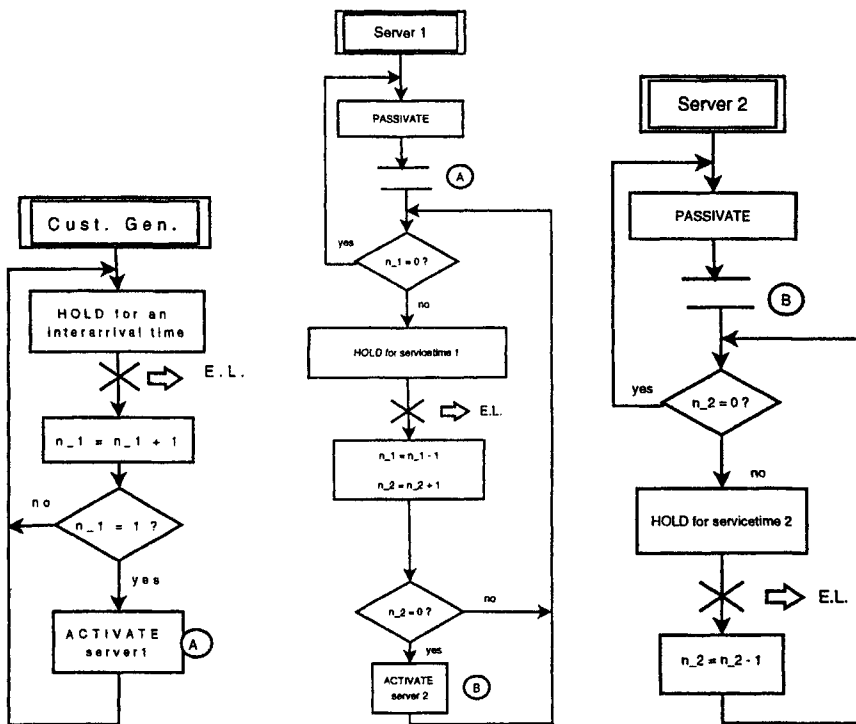 Cust. Gen.
HOLD for an
interarrival time
E.L.
n_1 = n_1 + 1
no
n_1 = 1 ?
yes
ACTIVATE
server1
A
Server 1
PASSIVATE
A
yes
n_1 = 0 ?
no
HOLD for servicetime 1
E.L.
n_1 = n_1 - 1
n_2 = n_2 + 1
no
n_2 = 0 ?
yes
ACTIVATE
server 2
B
Server 2
PASSIVATE
B
yes
n_2 = 0 ?
no
HOLD for servicetime 2
E.L.
n_2 = n_2 - 1